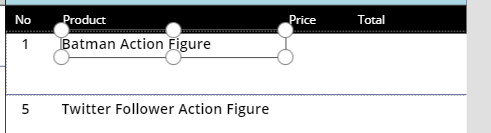 No Product Price Total
1 Batman Action Figure
5 Twitter Follower Action Figure